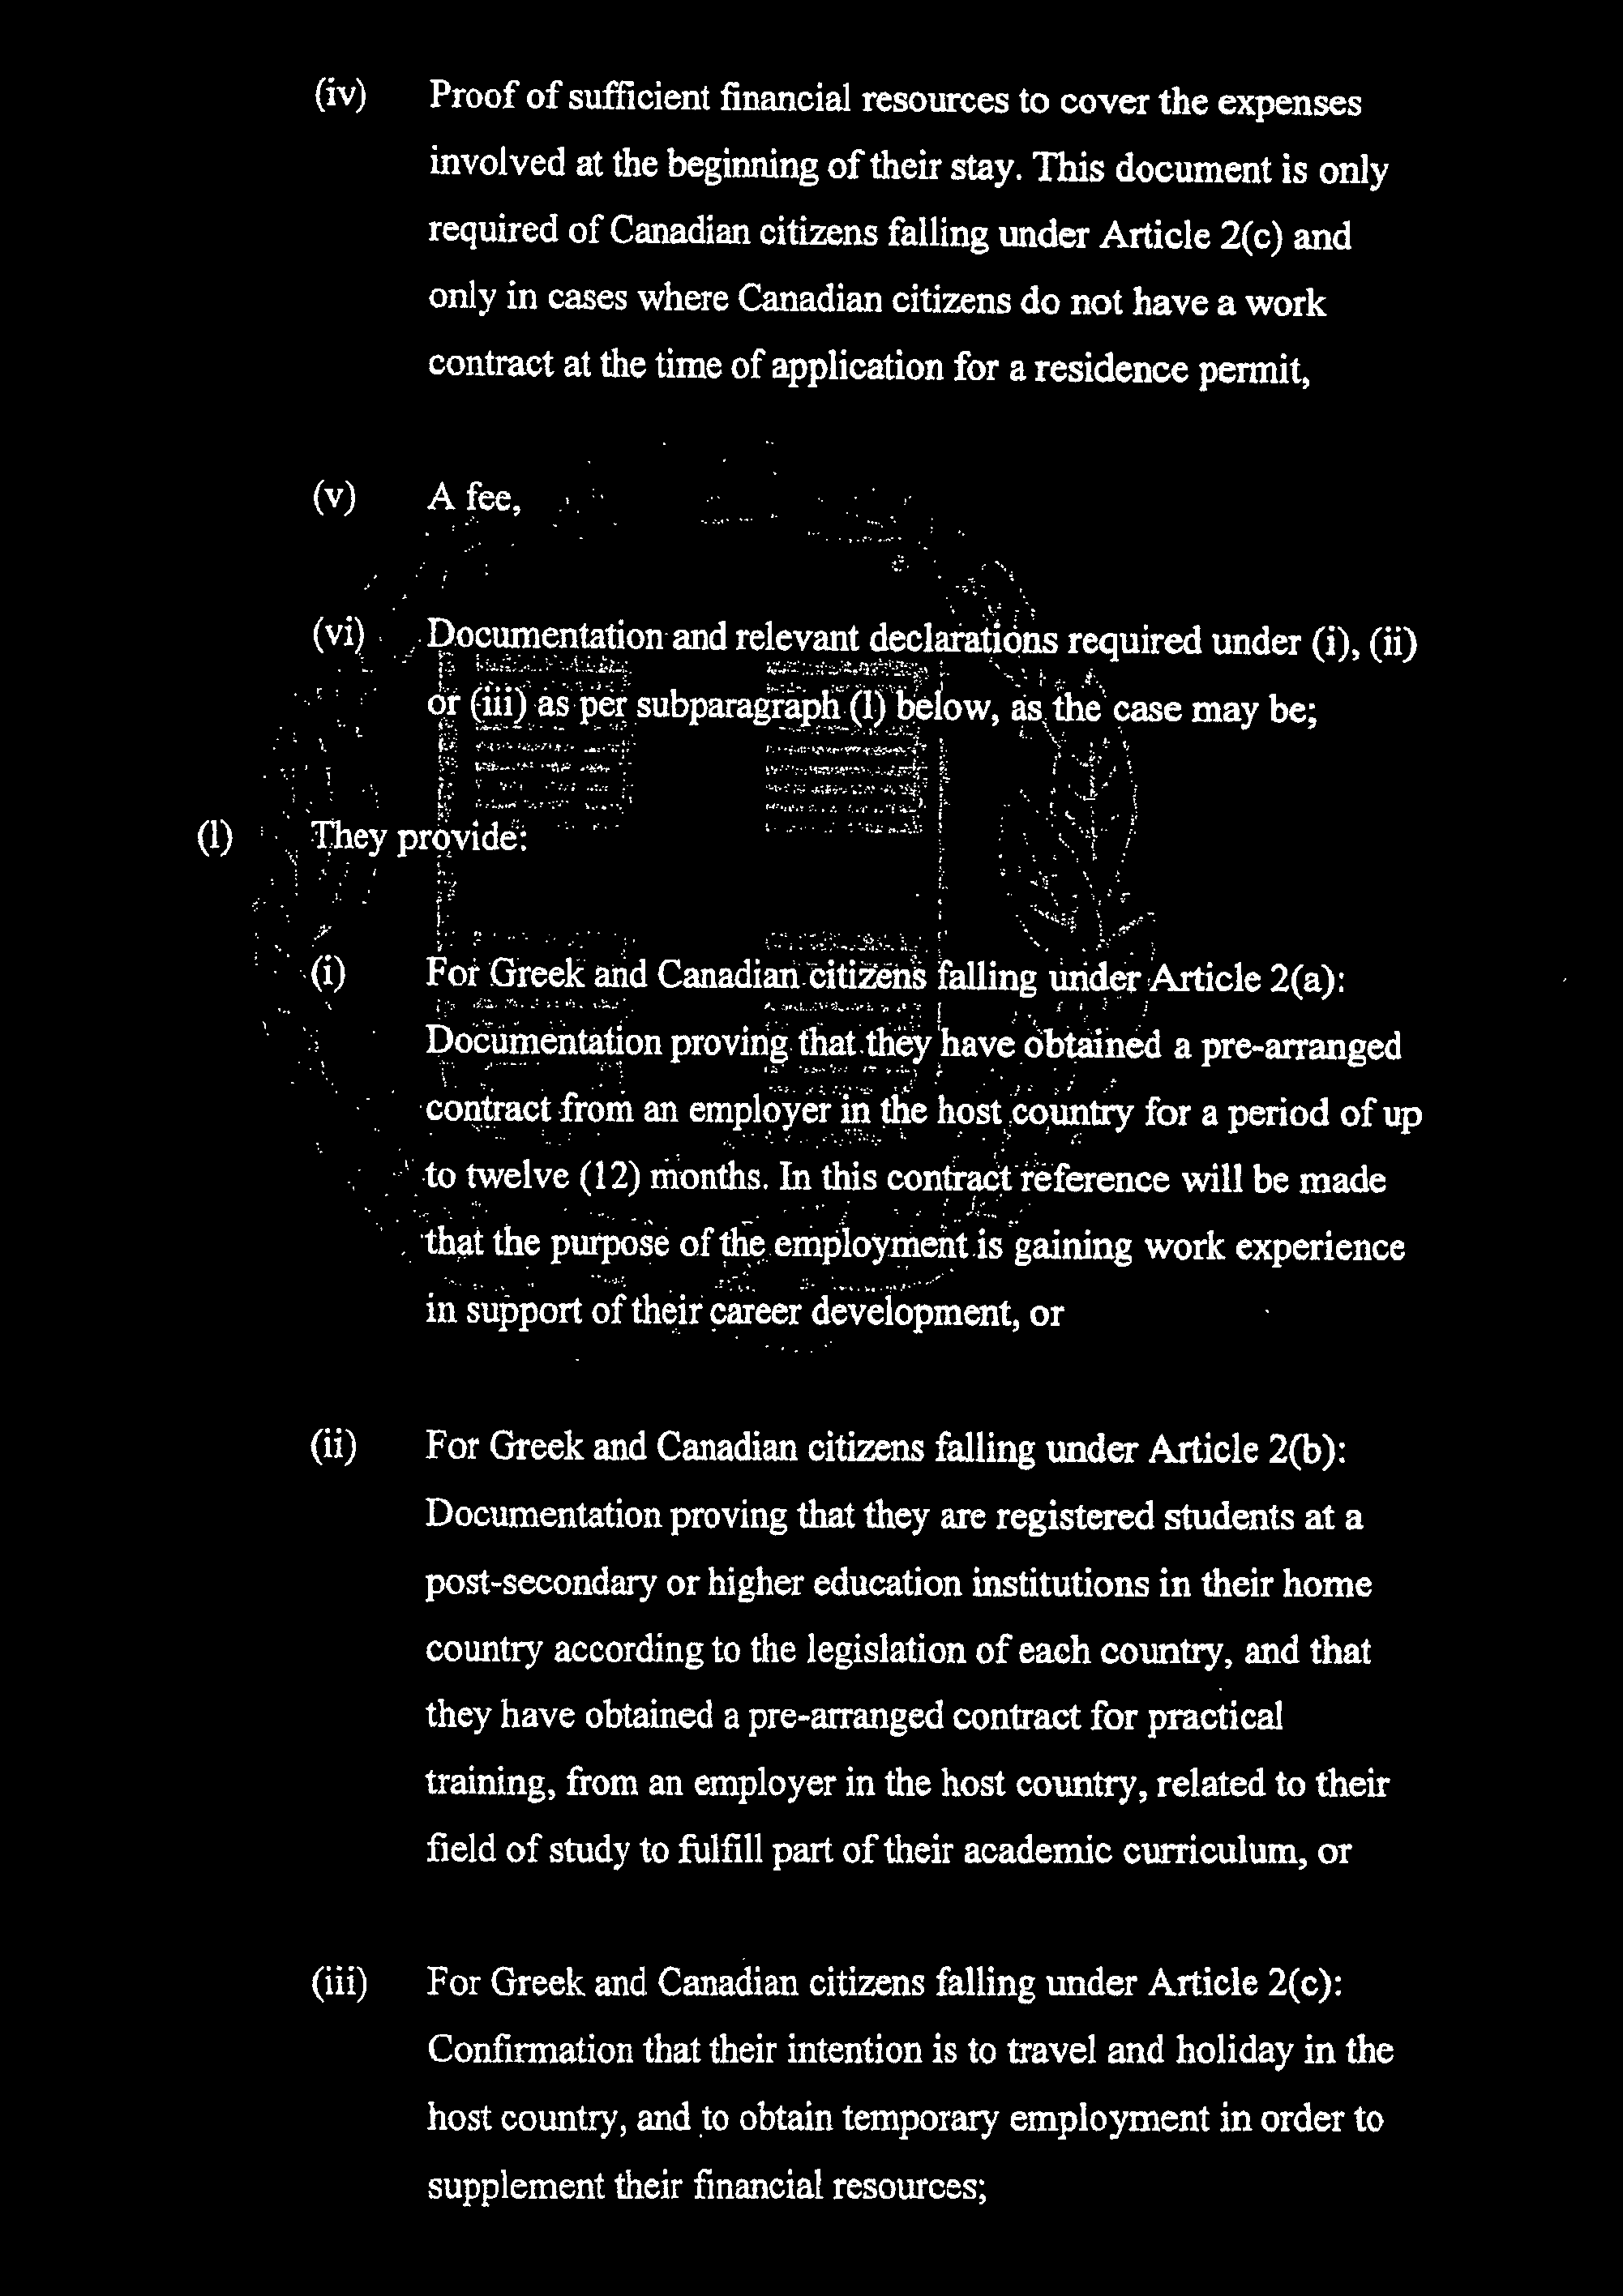 (iv) Proof of sufficient financial resources to cover the expenses
involved at the beginning of their stay. This document is only
required of Canadian citizens falling under Article 2(c) and
only in cases where Canadian citizens do not have a work
contract at the time of application for a residence permit,
(v) A fee,
(vi) Documentation and relevant declarations required under (i), (ii)
or (iii) as per subparagraph (l) below, as the case may be;
(l) They provide:
(i) For Greek and Canadian citizens falling under Article 2(a):
Documentation proving that they have obtained a pre-arranged
contract from an employer in the host country for a period of up
to twelve (12) months. In this contract reference will be made
that the purpose of the employment is gaining work experience
in support of their career development, or
(ii) For Greek and Canadian citizens falling under Article 2(b):
Documentation proving that they are registered students at a
post-secondary or higher education institutions in their home
country according to the legislation of each country, and that
they have obtained a pre-arranged contract for practical
training, from an employer in the host country, related to their
field of study to fulfill part of their academic curriculum, or
(iii) For Greek and Canadian citizens falling under Article 2(c):
Confirmation that their intention is to travel and holiday in the
host country, and to obtain temporary employment in order to
supplement their financial resources;